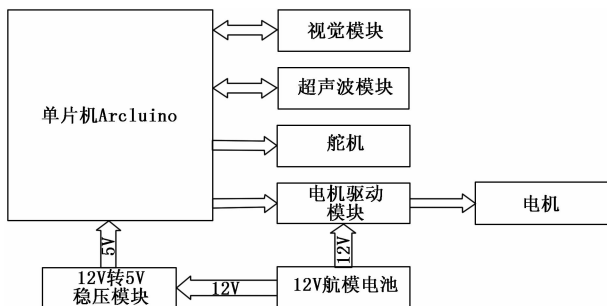 视觉模块
超声波模块
单片机Arcluino
舵机
电机驱动
模块
电机
5V
12V
12V转5V
稳压模块
12V
12V航模电池